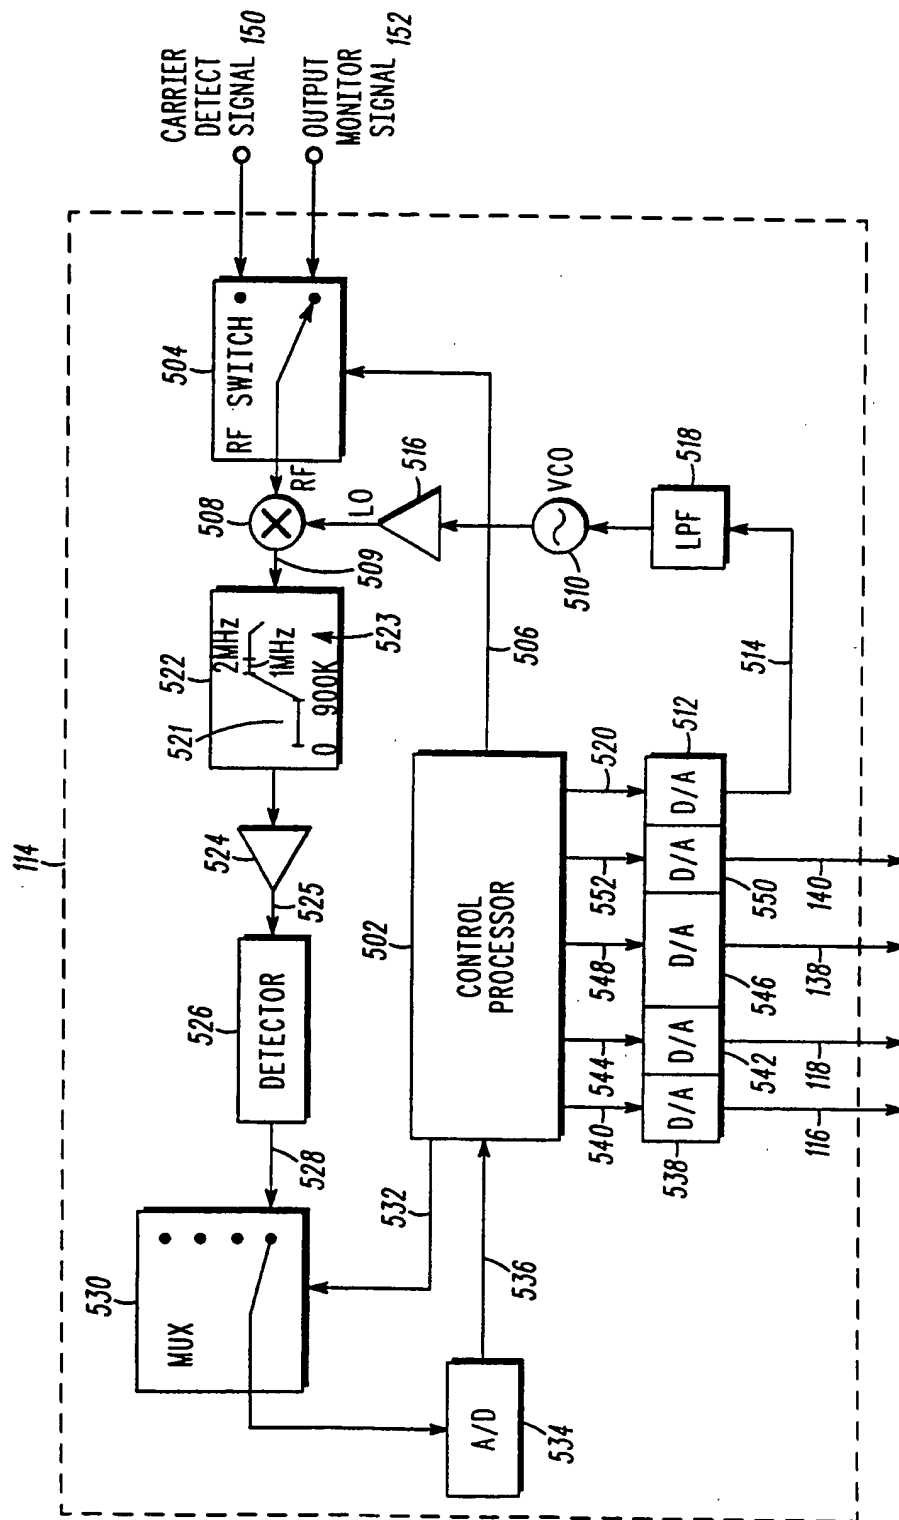 114
CARRIER
DETECT
SIGNAL 150
OUTPUT
MONITOR
SIGNAL 152
504
RF SWITCH
RF
508
509
LO
516
VCO
510
518
LPF
514
506
522
521
2MHz
1MHz
0 900K
523
524
525
526
DETECTOR
528
530
MUX
532
536
A/D
534
502
CONTROL
PROCESSOR
540
544
548
552
520
D/A
D/A
D/A
D/A
D/A
538
542
546
550
512
116
118
138
140